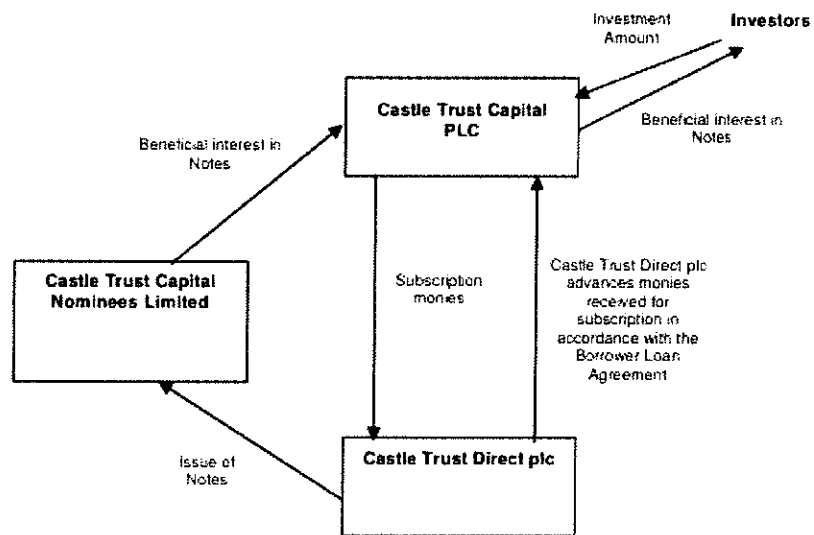 Investment
Amount
Investors
Castle Trust Capital
PLC
Beneficial interest in
Notes
Beneficial interest in
Notes
Castle Trust Capital
Nominees Limited
Subscription
monies
Castle Trust Direct plc
advances monies
received for
subscription in
accordance with the
Borrower Loan
Agreement
Issue of
Notes
Castle Trust Direct plc